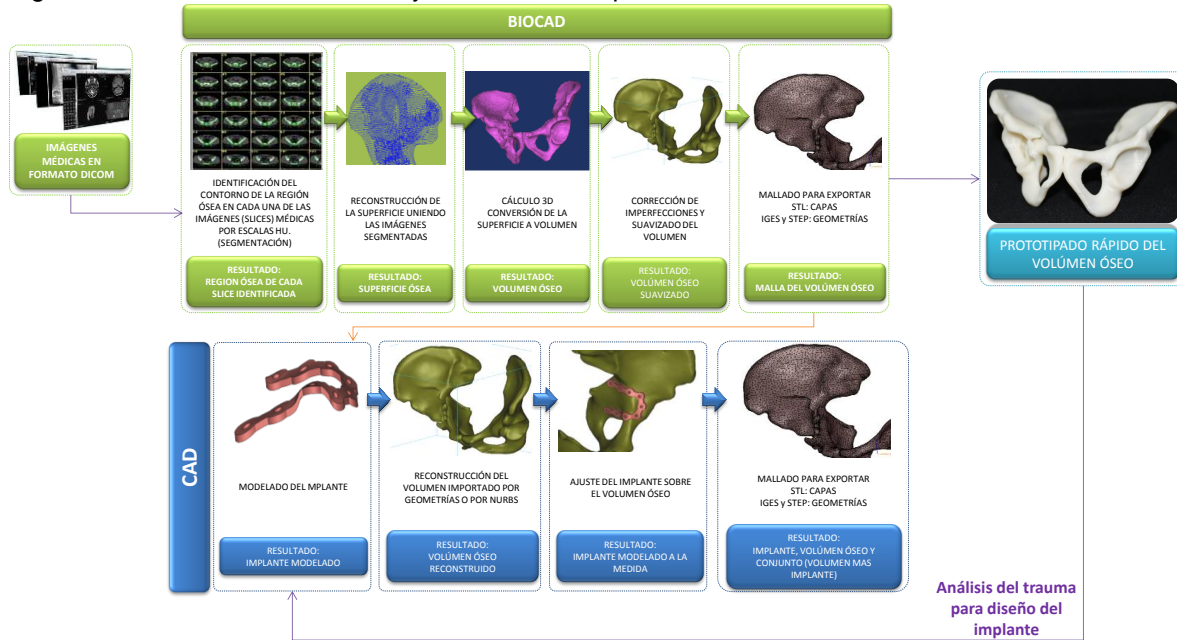 BIOCAD
IMÁGENES
MÉDICAS EN
FORMATO DICOM
IDENTIFICACIÓN DEL
CONTORNO DE LA REGIÓN
ÓSEA EN CADA UNA DE LAS
IMÁGENES (SLICES) MÉDICAS
POR ESCALAS HU.
(SEGMENTACIÓN)
RESULTADO:
REGION ÓSEA DE CADA
SLICE IDENTIFICADA
RECONSTRUCCIÓN DE
LA SUPERFICIE UNIENDO
LAS IMÁGENES
SEGMENTADAS
RESULTADO:
SUPERFICIE ÓSEA
CÁLCULO 3D
CONVERSIÓN DE LA
SUPERFICIE A VOLUMEN
RESULTADO:
VOLUMEN ÓSEO
CORRECCIÓN DE
IMPERFECCIONES Y
SUAVIZADO DEL
VOLUMEN
RESULTADO:
VOLÚMEN ÓSEO
SUAVIZADO
MALLADO PARA EXPORTAR
STL: CAPAS
IGES y STEP: GEOMETRÍAS
RESULTADO:
MALLA DEL VOLÚMEN ÓSEO
PROTOTIPADO RÁPIDO DEL
VOLÚMEN ÓSEO
CAD
MODELADO DEL MPLANTE
RESULTADO:
IMPLANTE MODELADO
RECONSTRUCCIÓN DEL
VOLUMEN IMPORTADO POR
GEOMETRÍAS O POR NURBS
RESULTADO:
VOLÚMEN ÓSEO
RECONSTRUIDO
AJUSTE DEL IMPLANTE SOBRE
EL VOLUMEN ÓSEO
RESULTADO:
IMPLANTE MODELADO A LA
MEDIDA
MALLADO PARA EXPORTAR
STL: CAPAS
IGES y STEP: GEOMETRÍAS
RESULTADO:
IMPLANTE, VOLÚMEN ÓSEO Y
CONJUNTO (VOLUMEN MAS
IMPLANTE)
Análisis del trauma
para diseño del
implante